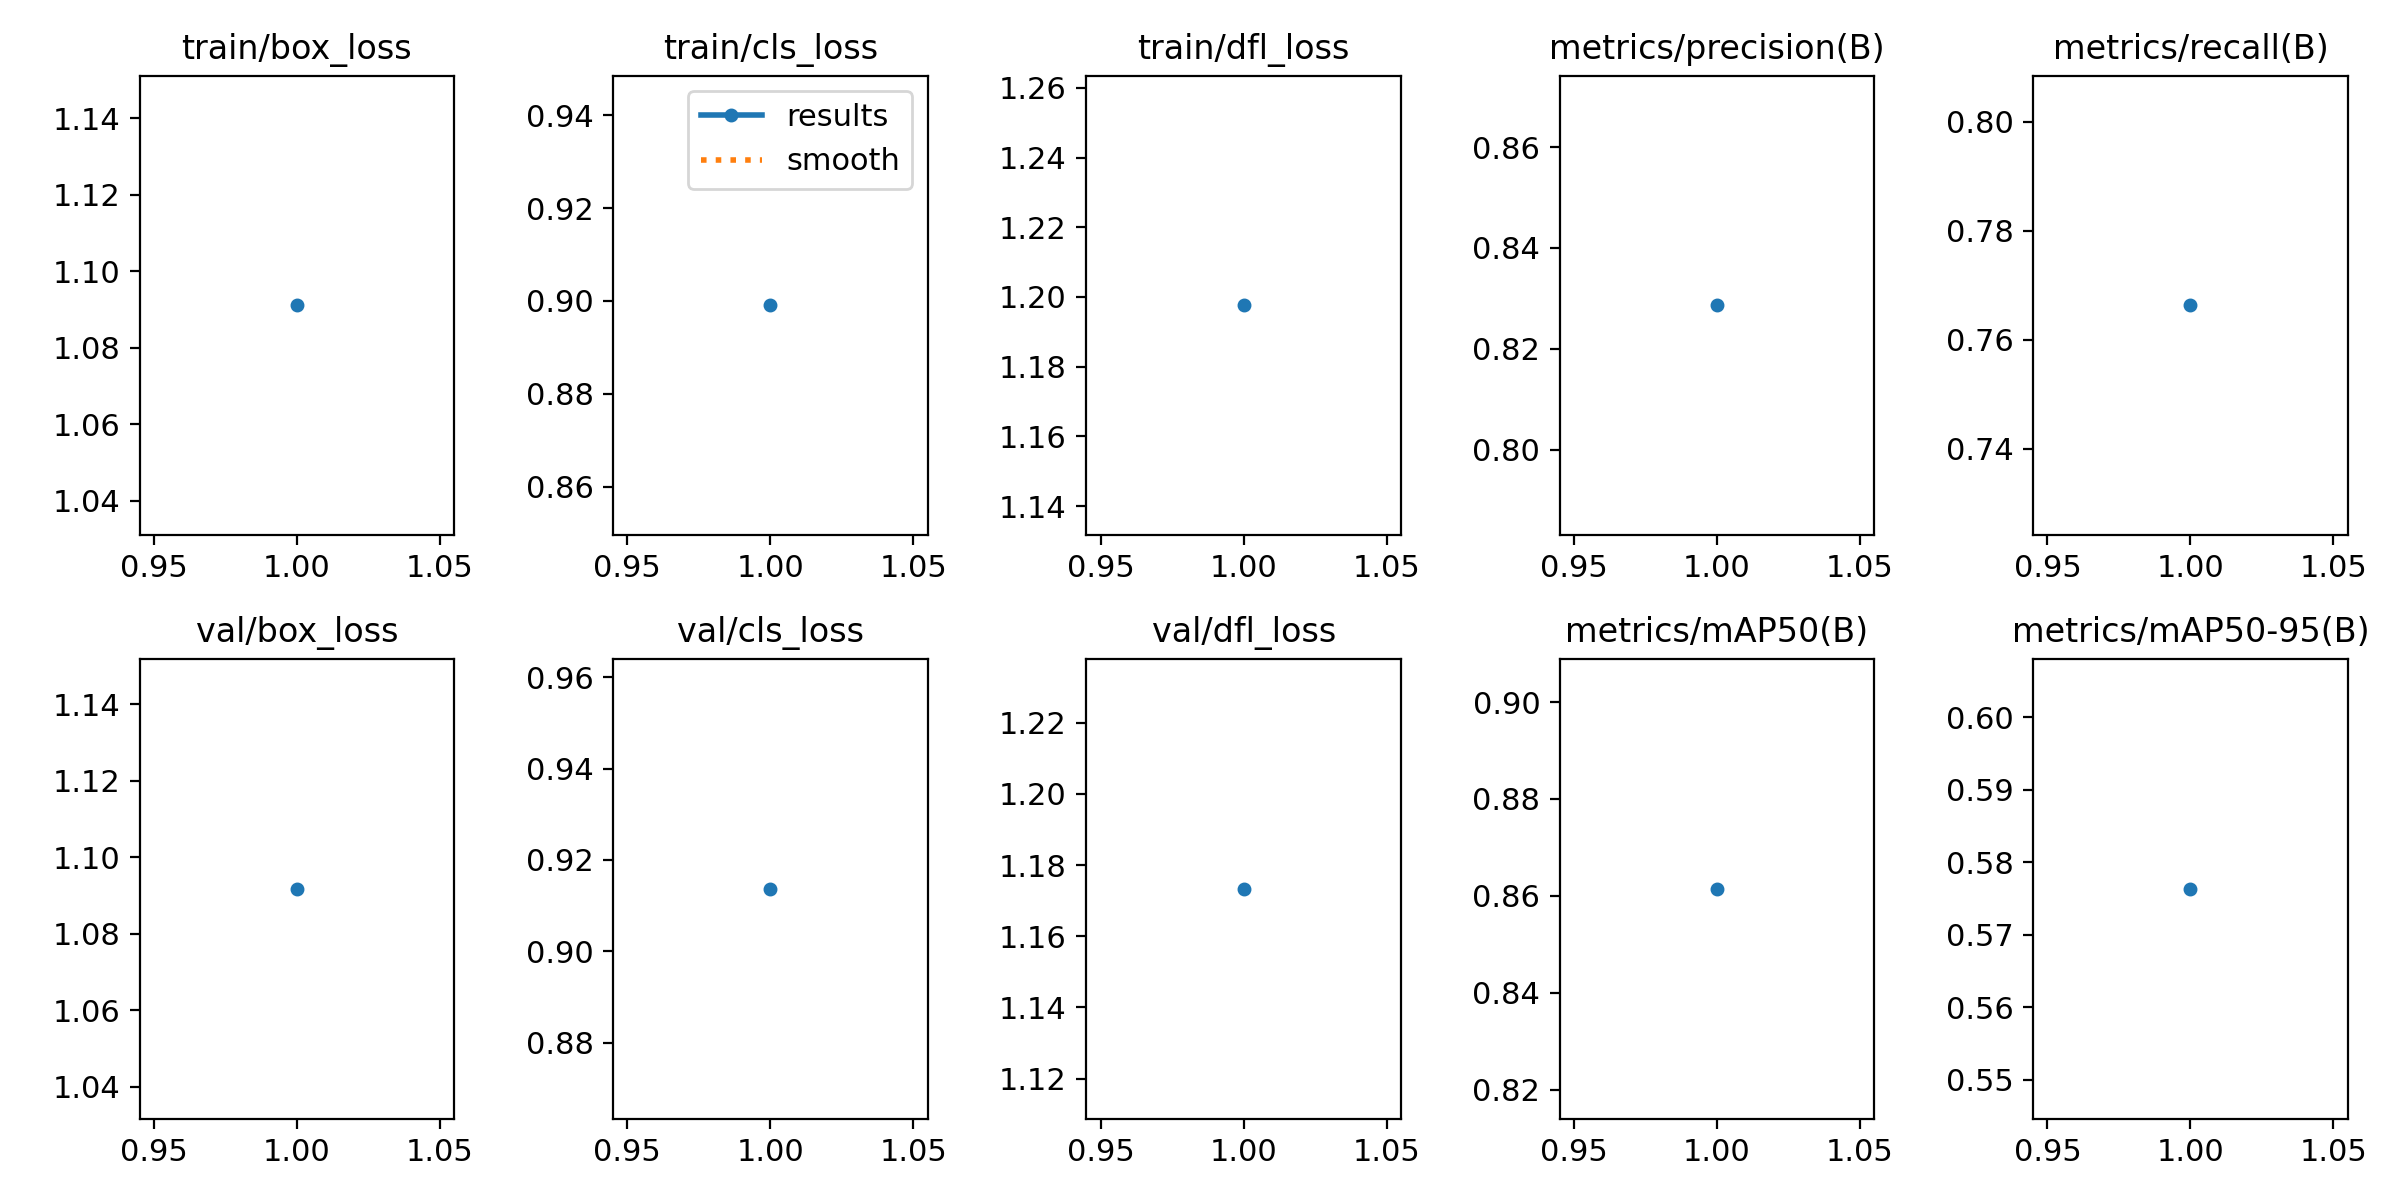 train/box_loss
1.14
1.12
1.10
1.08
1.06
1.04
0.95 1.00 1.05
train/cls_loss
results
smooth
0.94
0.92
0.90
0.88
0.86
0.95 1.00 1.05
train/dfl_loss
1.26
1.24
1.22
1.20
1.18
1.16
1.14
0.95 1.00 1.05
metrics/precision(B)
0.86
0.84
0.82
0.80
0.95 1.00 1.05
metrics/recall(B)
0.80
0.78
0.76
0.74
0.95 1.00 1.05
val/box_loss
1.14
1.12
1.10
1.08
1.06
1.04
0.95 1.00 1.05
val/cls_loss
0.96
0.94
0.92
0.90
0.88
0.95 1.00 1.05
val/dfl_loss
1.22
1.20
1.18
1.16
1.14
1.12
0.95 1.00 1.05
metrics/mAP50(B)
0.90
0.88
0.86
0.84
0.82
0.95 1.00 1.05
metrics/mAP50-95(B)
0.60
0.59
0.58
0.57
0.56
0.55
0.95 1.00 1.05